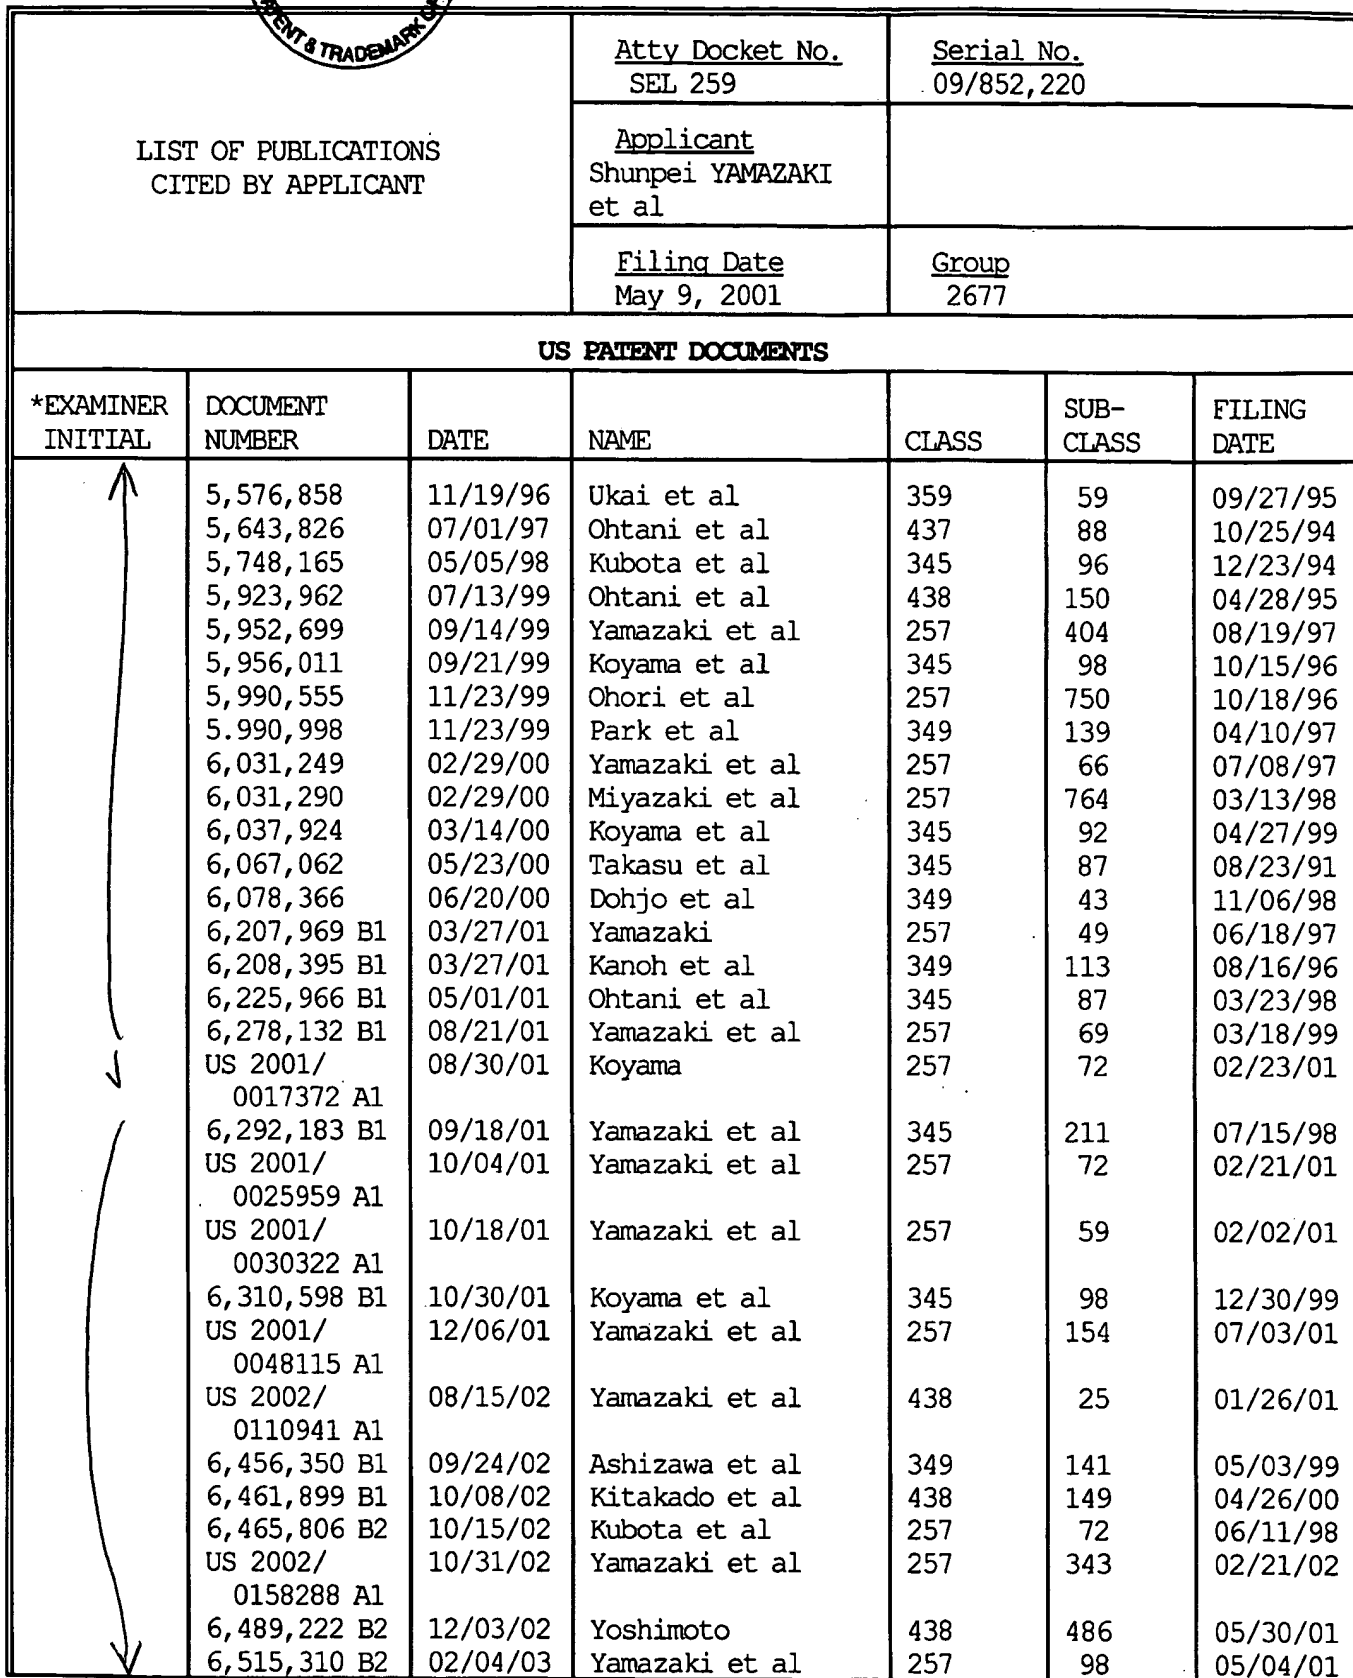 PATENT & TRADEMARK
Atty Docket No. Serial No.
SEL 259 09/852,220
LIST OF PUBLICATIONS
CITED BY APPLICANT
Applicant
Shunpei YAMAZAKI
et al
Filing Date Group
May 9, 2001 2677
US PATENT DOCUMENTS
*EXAMINER INITIAL DOCUMENT NUMBER DATE NAME CLASS SUB-CLASS FILING DATE
5,576,858 11/19/96 Ukai et al 359 59 09/27/95
5,643,826 07/01/97 Ohtani et al 437 88 10/25/94
5,748,165 05/05/98 Kubota et al 345 96 12/23/94
5,923,962 07/13/99 Ohtani et al 438 150 04/28/95
5,952,699 09/14/99 Yamazaki et al 257 404 08/19/97
5,956,011 09/21/99 Koyama et al 345 98 10/15/96
5,990,555 11/23/99 Ohori et al 257 750 10/18/96
5.990,998 11/23/99 Park et al 349 139 04/10/97
6,031,249 02/29/00 Yamazaki et al 257 66 07/08/97
6,031,290 02/29/00 Miyazaki et al 257 764 03/13/98
6,037,924 03/14/00 Koyama et al 345 92 04/27/99
6,067,062 05/23/00 Takasu et al 345 87 08/23/91
6,078,366 06/20/00 Dohjo et al 349 43 11/06/98
6,207,969 B1 03/27/01 Yamazaki 257 49 06/18/97
6,208,395 B1 03/27/01 Kanoh et al 349 113 08/16/96
6,225,966 B1 05/01/01 Ohtani et al 345 87 03/23/98
6,278,132 B1 08/21/01 Yamazaki et al 257 69 03/18/99
US 2001/ 08/30/01 Koyama 257 72 02/23/01
0017372 A1
6,292,183 B1 09/18/01 Yamazaki et al 345 211 07/15/98
US 2001/ 10/04/01 Yamazaki et al 257 72 02/21/01
0025959 A1
US 2001/ 10/18/01 Yamazaki et al 257 59 02/02/01
0030322 A1
6,310,598 B1 10/30/01 Koyama et al 345 98 12/30/99
US 2001/ 12/06/01 Yamazaki et al 257 154 07/03/01
0048115 A1
US 2002/ 08/15/02 Yamazaki et al 438 25 01/26/01
0110941 A1
6,456,350 B1 09/24/02 Ashizawa et al 349 141 05/03/99
6,461,899 B1 10/08/02 Kitakado et al 438 149 04/26/00
6,465,806 B2 10/15/02 Kubota et al 257 72 06/11/98
US 2002/ 10/31/02 Yamazaki et al 257 343 02/21/02
0158288 A1
6,489,222 B2 12/03/02 Yoshimoto 438 486 05/30/01
6,515,310 B2 02/04/03 Yamazaki et al 257 98 05/04/01